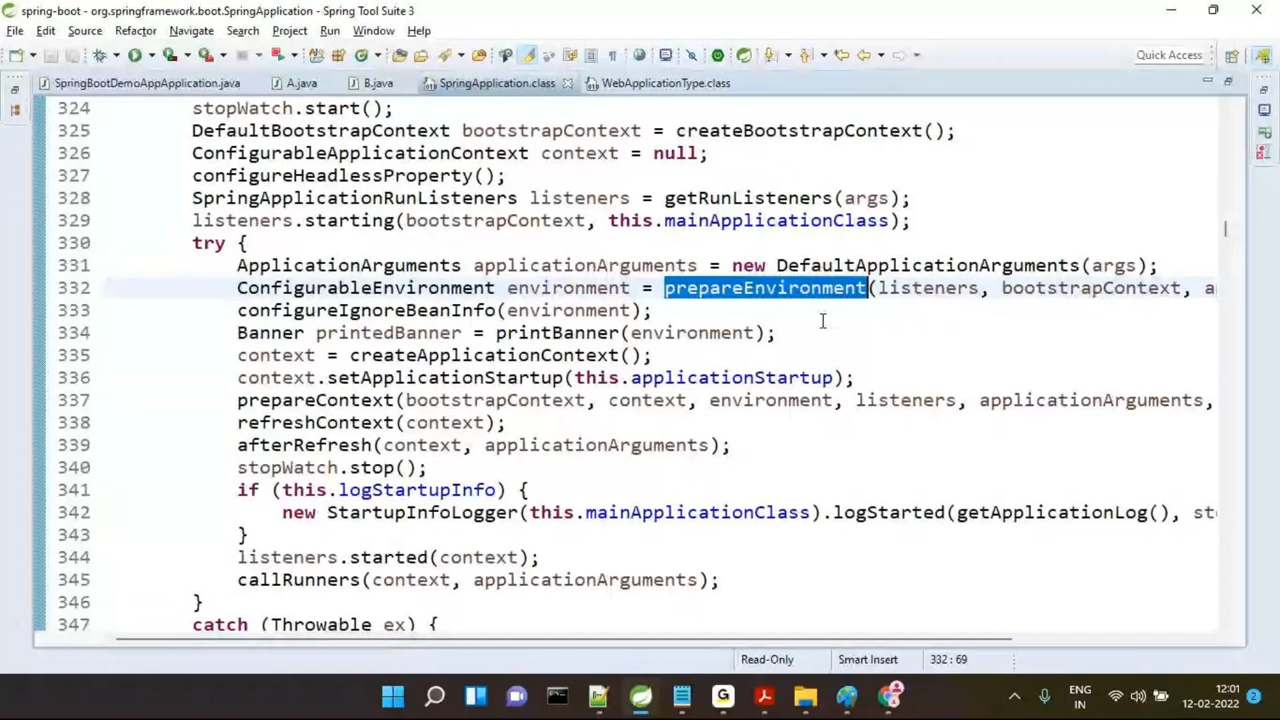 spring-boot - org.springframework.boot.SpringApplication - Spring Tool Suite 3
File Edit Source Refactor Navigate Search Project Run Window Help
Quick Access
SpringBootDemoAppApplication.java A.java B.java SpringApplication.class WebApplicationType.class
324 stopWatch.start();
325 DefaultBootstrapContext bootstrapContext = createBootstrapContext();
326 ConfigurableApplicationContext context = null;
327 configureHeadlessProperty();
328 SpringApplicationRunListeners listeners = getRunListeners(args);
329 listeners.starting(bootstrapContext, this.mainApplicationClass);
330 try {
331 ApplicationArguments applicationArguments = new DefaultApplicationArguments(args);
332 ConfigurableEnvironment environment = prepareEnvironment(listeners, bootstrapContext, a
333 configureIgnoreBeanInfo(environment);
334 Banner printedBanner = printBanner(environment);
335 context = createApplicationContext();
336 context.setApplicationStartup(this.applicationStartup);
337 prepareContext(bootstrapContext, context, environment, listeners, applicationArguments,
338 refreshContext(context);
339 afterRefresh(context, applicationArguments);
340 stopWatch.stop();
341 if (this.logStartupInfo) {
342 new StartupInfoLogger(this.mainApplicationClass).logStarted(getApplicationLog(), st
343 }
344 listeners.started(context);
345 callRunners(context, applicationArguments);
346 }
347 catch (Throwable ex) {
Read-Only Smart Insert 332 : 69
ENG 12:01
IN 12-02-2022 2